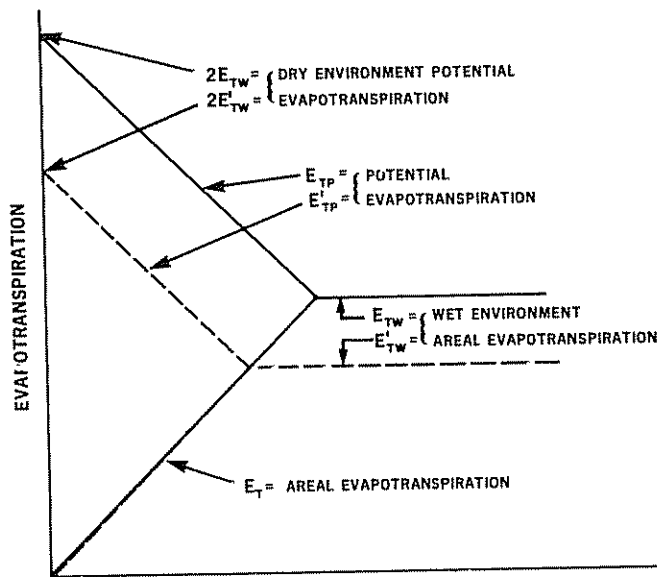 2E_TW = { DRY ENVIRONMENT POTENTIAL
2E'_TW = { EVAPOTRANSPIRATION
E_TP = { POTENTIAL
E'_TP = { EVAPOTRANSPIRATION
EVAPOTRANSPIRATION
E_TW = { WET ENVIRONMENT
E'_TW = { AREAL EVAPOTRANSPIRATION
E_T = AREAL EVAPOTRANSPIRATION